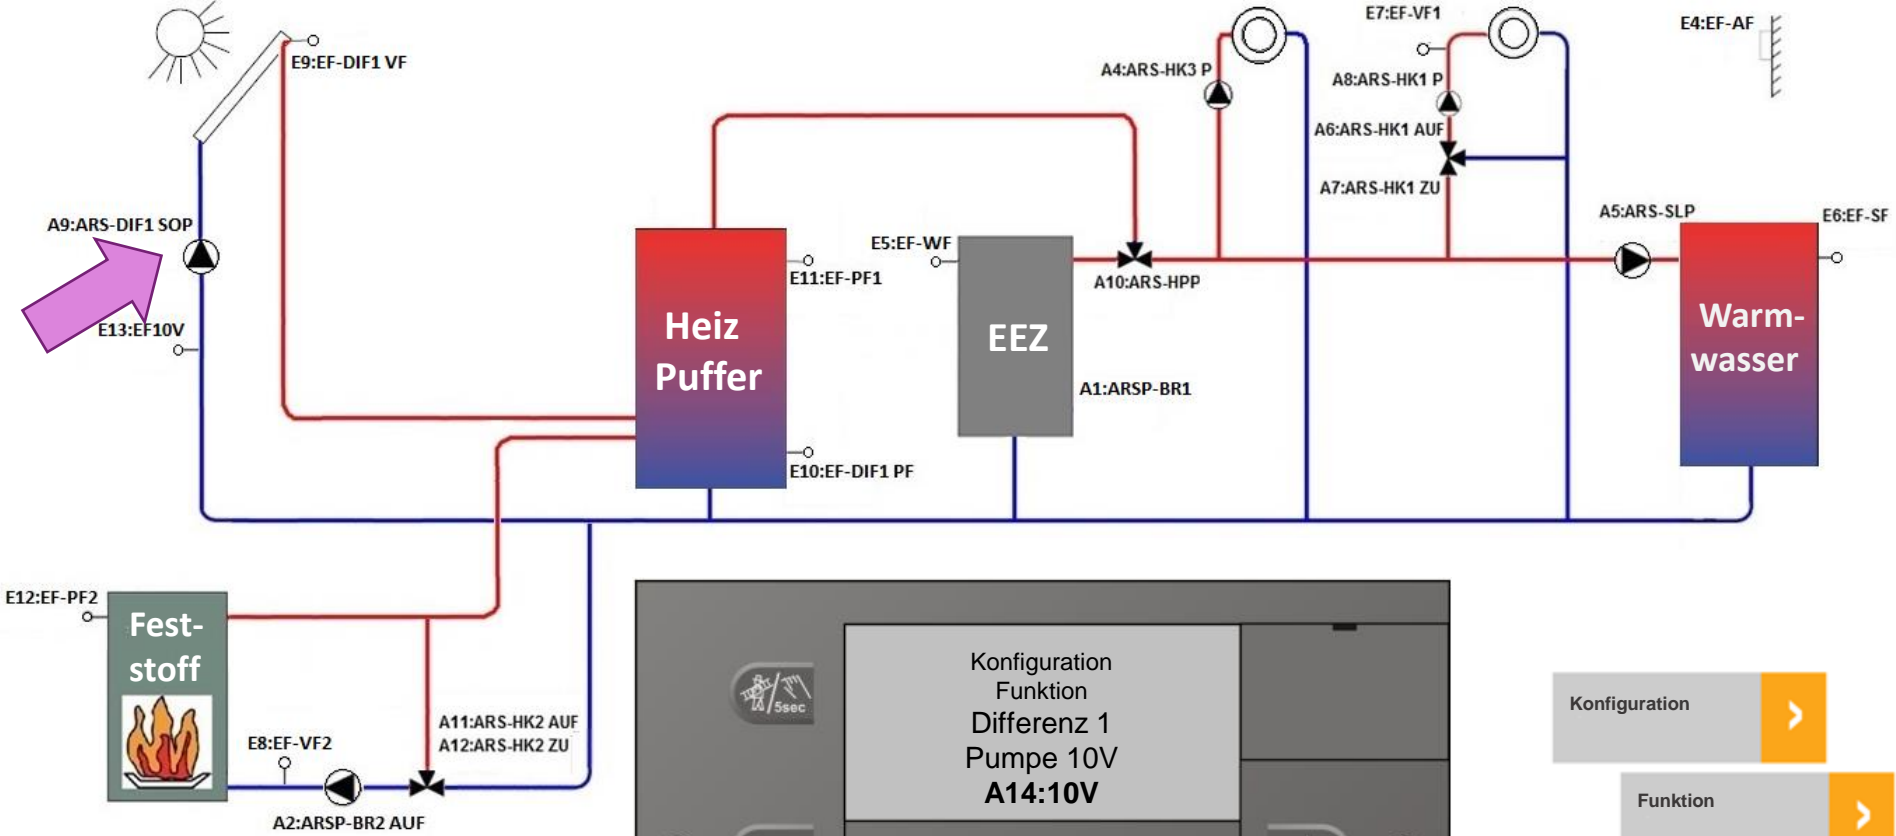 E9:EF-DIF1 VF
A4:ARS-HK3 P
E7:EF-VF1
E4:EF-AF
A8:ARS-HK1 P
A6:ARS-HK1 AUF
A7:ARS-HK1 ZU
A9:ARS-DIF1 SOP
E13:EF10V
E11:EF-PF1
E5:EF-WF
A10:ARS-HPP
A5:ARS-SLP
E6:EF-SF
Heiz
Puffer
EEZ
Warm-
wasser
A1:ARSP-BR1
E10:EF-DIF1 PF
E12:EF-PF2
Fest-
stoff
A11:ARS-HK2 AUF
A12:ARS-HK2 ZU
E8:EF-VF2
A2:ARSP-BR2 AUF
/5sec
Konfiguration
Funktion
Differenz 1
Pumpe 10V
A14:10V
Konfiguration
Funktion